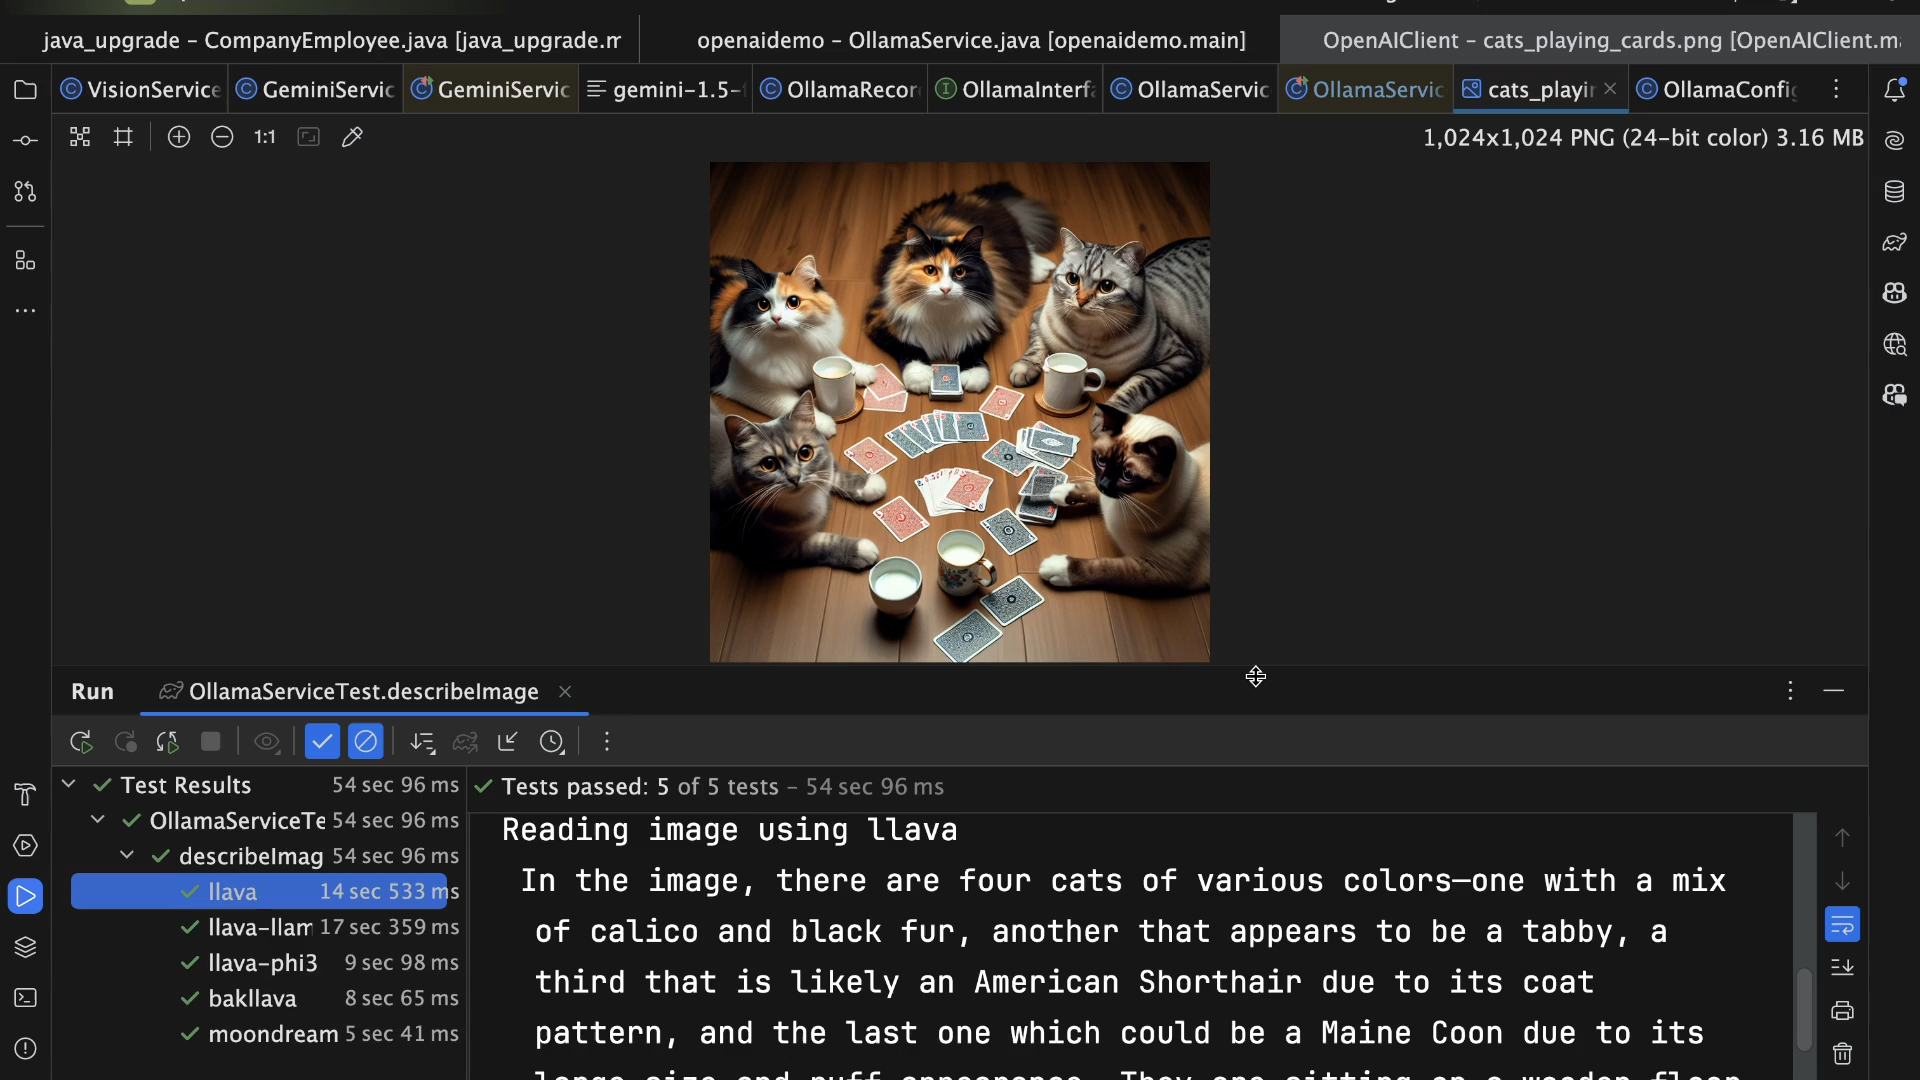 java_upgrade – CompanyEmployee.java [java_upgrade.m
openaidemo – OllamaService.java [openaidemo.main]
OpenAIClient – cats_playing_cards.png [OpenAIClient.ma
VisionService
GeminiServic
GeminiServic
gemini-1.5-
OllamaRecor
OllamaInterf
OllamaServic
OllamaServic
cats_playin
OllamaConfig
1:1
1,024x1,024 PNG (24-bit color) 3.16 MB
Run
OllamaServiceTest.describeImage
Test Results 54 sec 96 ms
OllamaServiceTe 54 sec 96 ms
describeImag 54 sec 96 ms
llava 14 sec 533 ms
llava-llam 17 sec 359 ms
llava-phi3 9 sec 98 ms
bakllava 8 sec 65 ms
moondream 5 sec 41 ms
Tests passed: 5 of 5 tests – 54 sec 96 ms
Reading image using llava
In the image, there are four cats of various colors—one with a mix
of calico and black fur, another that appears to be a tabby, a
third that is likely an American Shorthair due to its coat
pattern, and the last one which could be a Maine Coon due to its